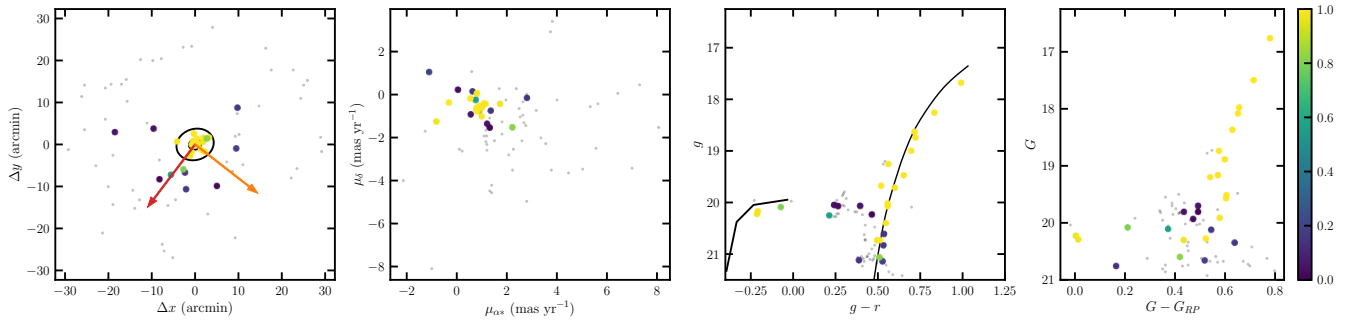 30
20
10
0
−10
−20
−30
−30 −20 −10 0 10 20 30
Δx (arcmin)
Δy (arcmin)
2
0
−2
−4
−6
−8
−2 0 2 4 6 8
μα∗ (mas yr⁻¹)
μδ (mas yr⁻¹)
17
18
19
20
21
−0.25 0.00 0.25 0.50 0.75 1.00 1.25
g − r
g
17
18
19
20
21
0.0 0.2 0.4 0.6 0.8
G − G_RP
G
1.0
0.8
0.6
0.4
0.2
0.0